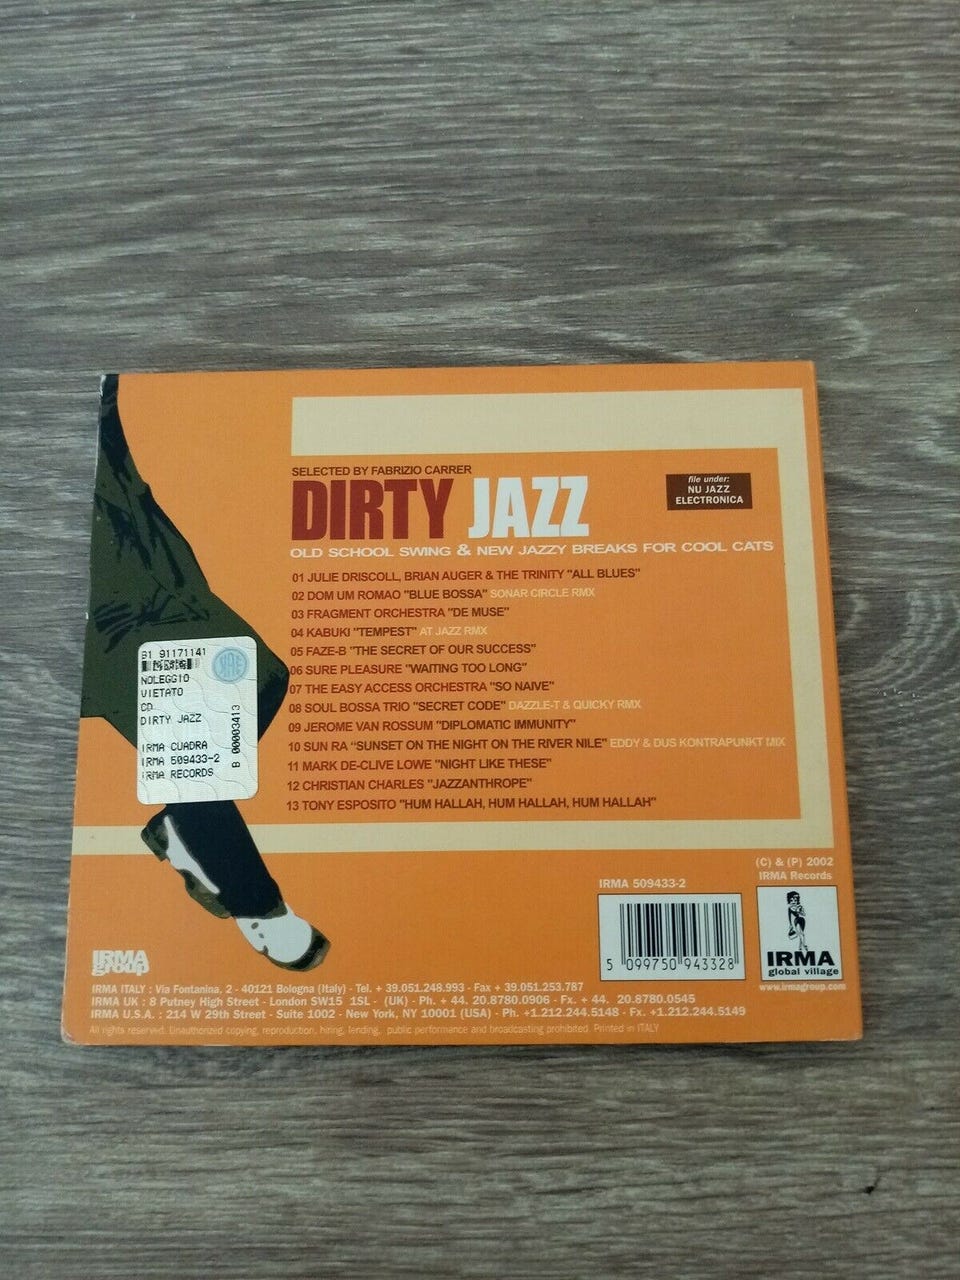 SELECTED BY FABRIZIO CARRER
DIRTY JAZZ
file under:
NU JAZZ
ELECTRONICA
OLD SCHOOL SWING & NEW JAZZY BREAKS FOR COOL CATS
01 JULIE DRISCOLL, BRIAN AUGER & THE TRINITY "ALL BLUES"
02 DOM UM ROMAO "BLUE BOSSA" SONAR CIRCLE RMX
03 FRAGMENT ORCHESTRA "DE MUSE"
04 KABUKI "TEMPEST" AT JAZZ RMX
05 FAZE-B "THE SECRET OF OUR SUCCESS"
06 SURE PLEASURE "WAITING TOO LONG"
07 THE EASY ACCESS ORCHESTRA "SO NAIVE"
08 SOUL BOSSA TRIO "SECRET CODE" DAZZLE-T & QUICKY RMX
09 JEROME VAN ROSSUM "DIPLOMATIC IMMUNITY"
10 SUN RA "SUNSET ON THE NIGHT ON THE RIVER NILE" EDDY & DUS KONTRAPUNKT MIX
11 MARK DE-CLIVE LOWE "NIGHT LIKE THESE"
12 CHRISTIAN CHARLES "JAZZANTHROPE"
13 TONY ESPOSITO "HUM HALLAH, HUM HALLAH, HUM HALLAH"
B1 91171141
NOLEGGIO
VIETATO
CD
DIRTY JAZZ
IRMA CUADRA
IRMA 509433-2
IRMA RECORDS
B 00003413
(C) & (P) 2002
IRMA Records
IRMA 509433-2
5 099750 943328
IRMA
global village
www.irmagroup.com
IRMA
group
IRMA ITALY : Via Fontanina, 2 - 40121 Bologna (Italy) - Tel. + 39.051.248.993 - Fax + 39.051.253.787
IRMA UK : 8 Putney High Street - London SW15 1SL - (UK) - Ph. + 44. 20.8780.0906 - Fx. + 44. 20.8780.0545
IRMA U.S.A. : 214 W 29th Street - Suite 1002 - New York, NY 10001 (USA) - Ph. +1.212.244.5148 - Fx. +1.212.244.5149
All rights reserved. Unauthorized copying, reproduction, hiring, lending, public performance and broadcasting prohibited. Printed in ITALY